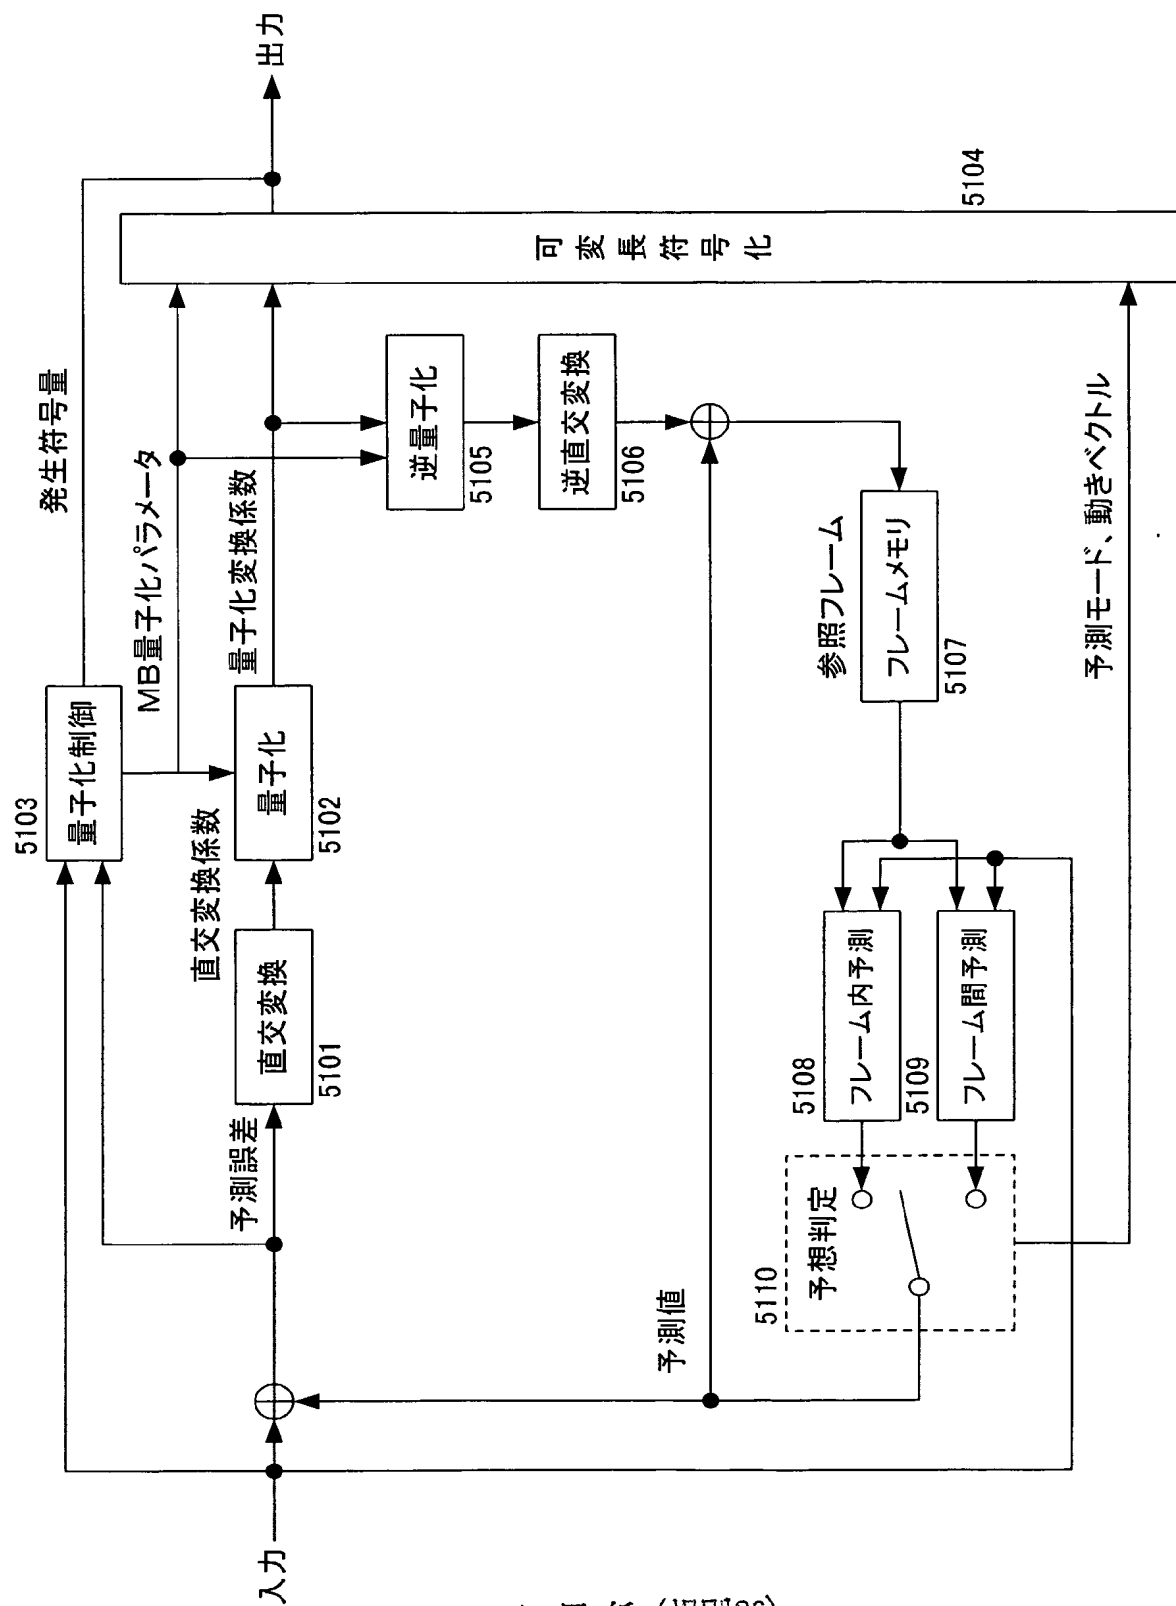 入力
出力
発生符号量
5103
量子化制御
MB量子化パラメータ
予測誤差
直交変換
5101
直交変換係数
量子化
5102
量子化変換係数
可変長符号化
5104
逆量子化
5105
逆直交変換
5106
予測値
参照フレーム
フレームメモリ
5107
5108
フレーム内予測
5109
フレーム間予測
5110
予想判定
予測モード、動きベクトル